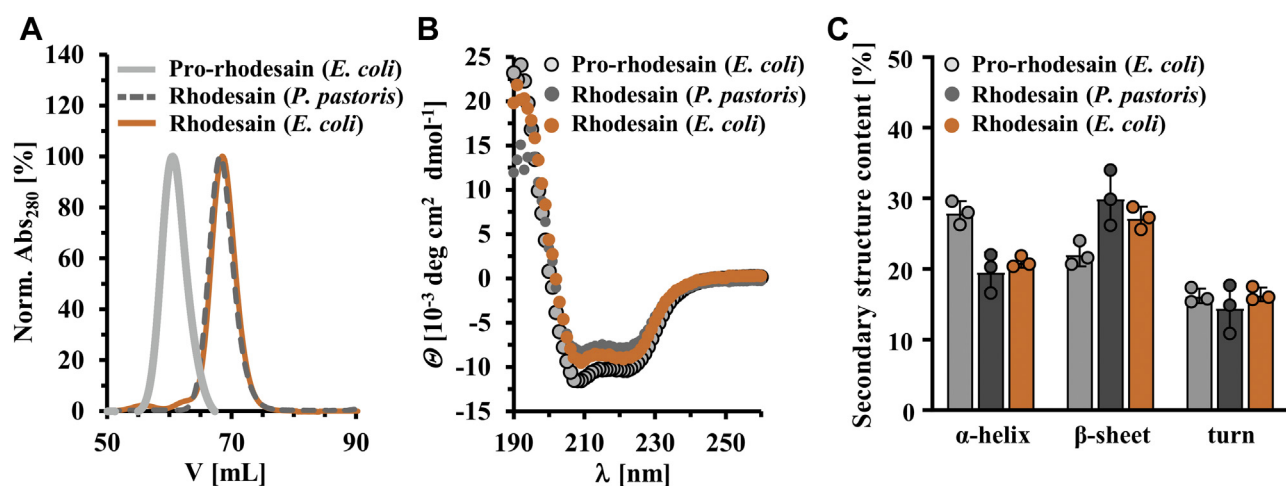 A
Norm. Abs280 [%]
140
120
100
80
60
40
20
0
50
70
90
V [mL]
Pro-rhodesain (E. coli)
Rhodesain (P. pastoris)
Rhodesain (E. coli)
B
Θ [10-3 deg cm2 dmol-1]
25
20
15
10
5
0
-5
-10
-15
190
210
230
250
λ [nm]
Pro-rhodesain (E. coli)
Rhodesain (P. pastoris)
Rhodesain (E. coli)
C
Secondary structure content [%]
50
40
30
20
10
0
α-helix
β-sheet
turn
Pro-rhodesain (E. coli)
Rhodesain (P. pastoris)
Rhodesain (E. coli)